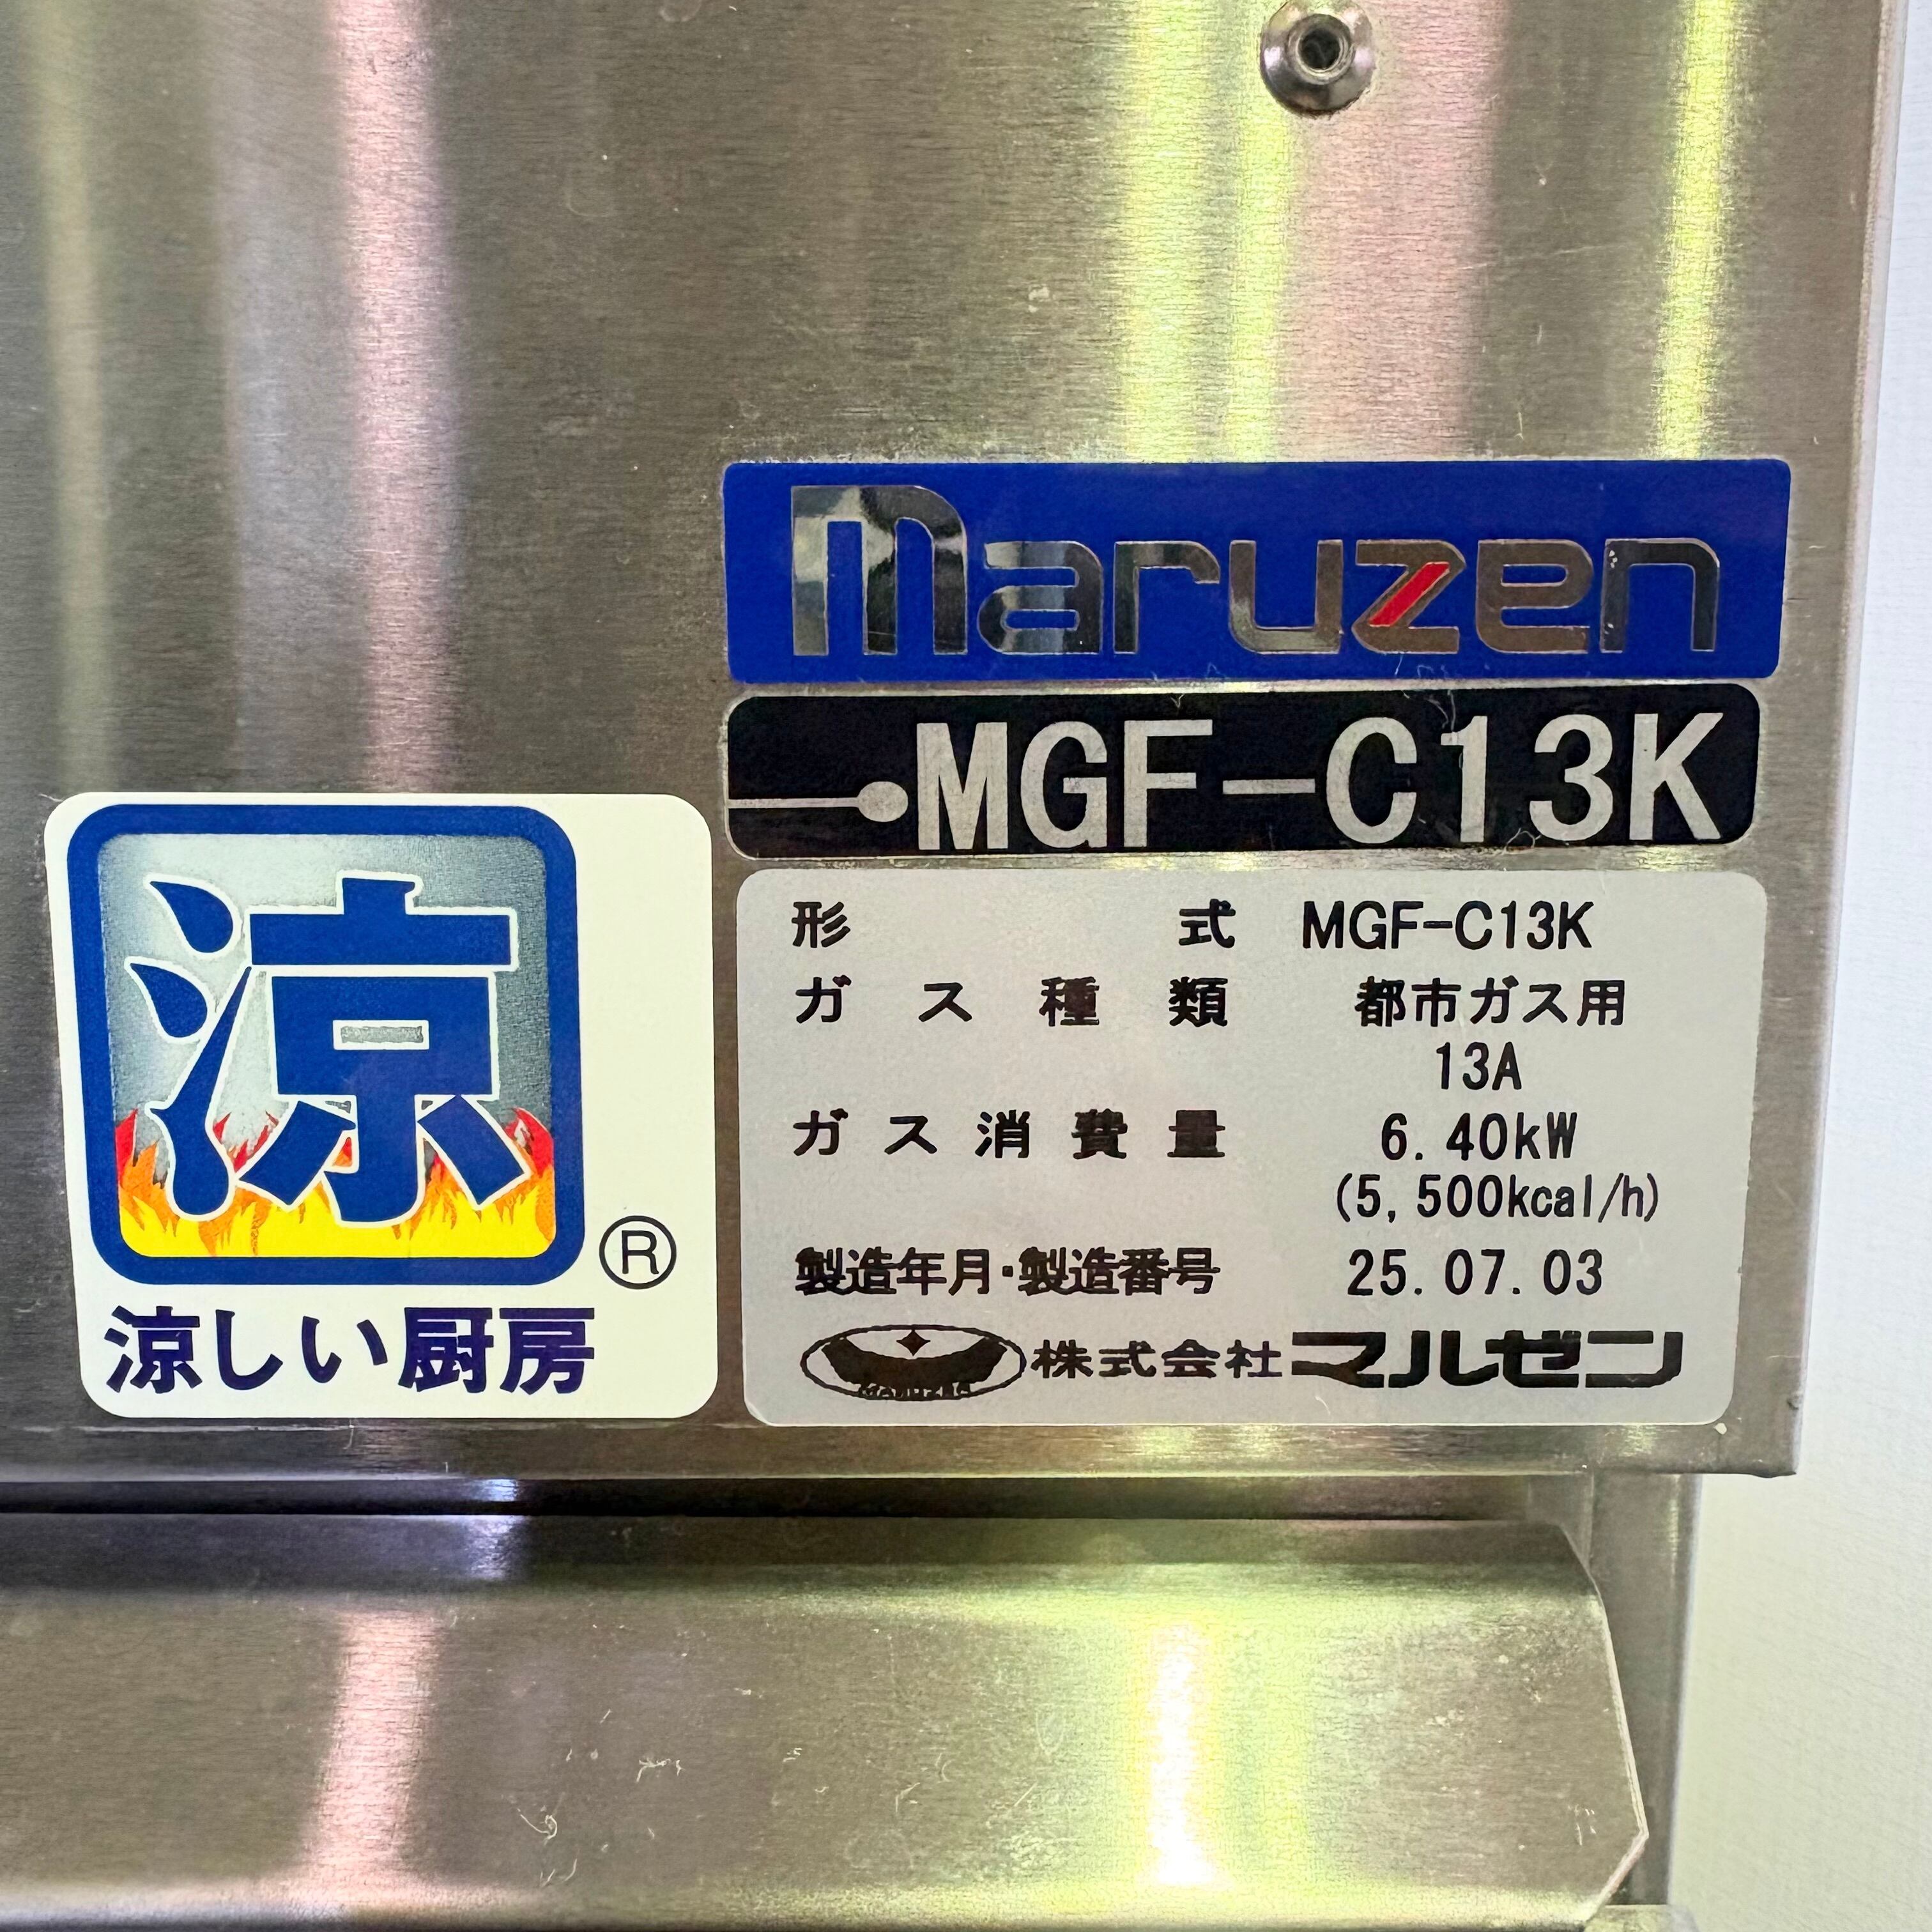 maruzen
MGF-C13K
形式 MGF-C13K
ガス種類 都市ガス用
13A
ガス消費量 6.40kW
(5,500kcal/h)
製造年月・製造番号 25.07.03
MARUZEN 株式会社マルゼン
涼
®
涼しい厨房